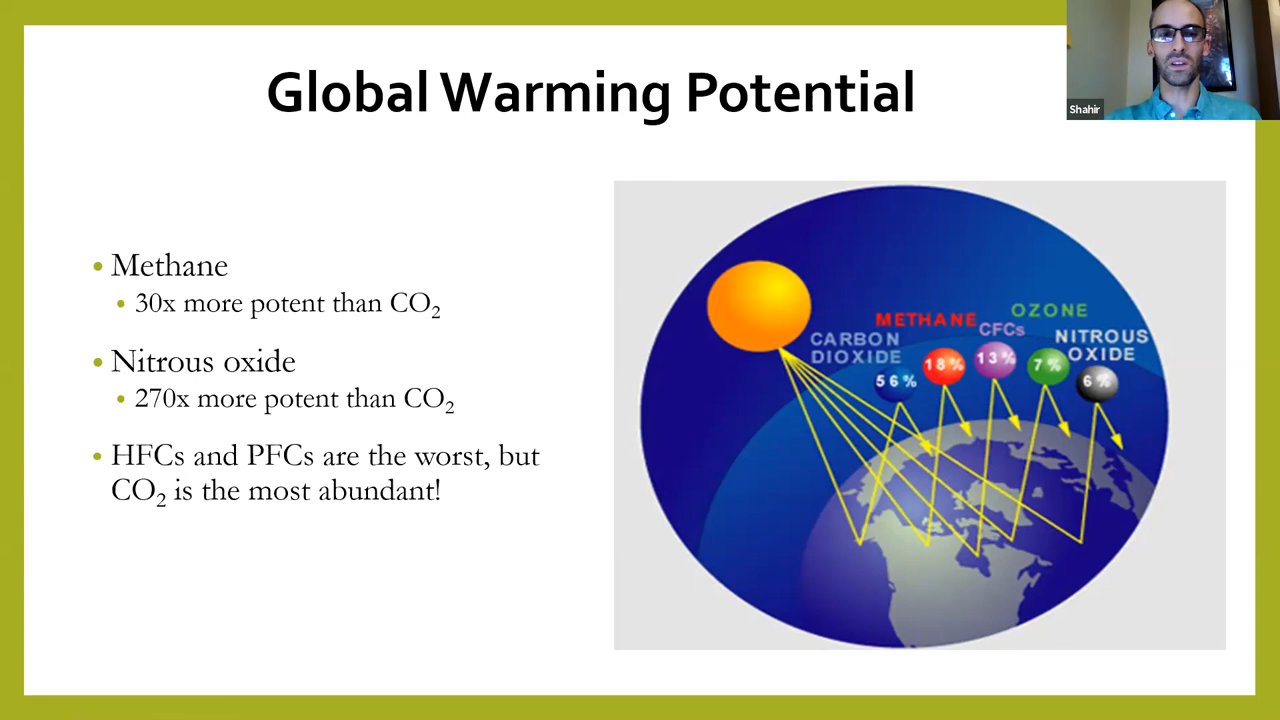 Global Warming Potential
Shahir
• Methane
• 30x more potent than CO₂
• Nitrous oxide
• 270x more potent than CO₂
• HFCs and PFCs are the worst, but
CO₂ is the most abundant!
CARBON
DIOXIDE
56%
METHANE
18%
CFCs
13%
OZONE
7%
NITROUS
OXIDE
6%